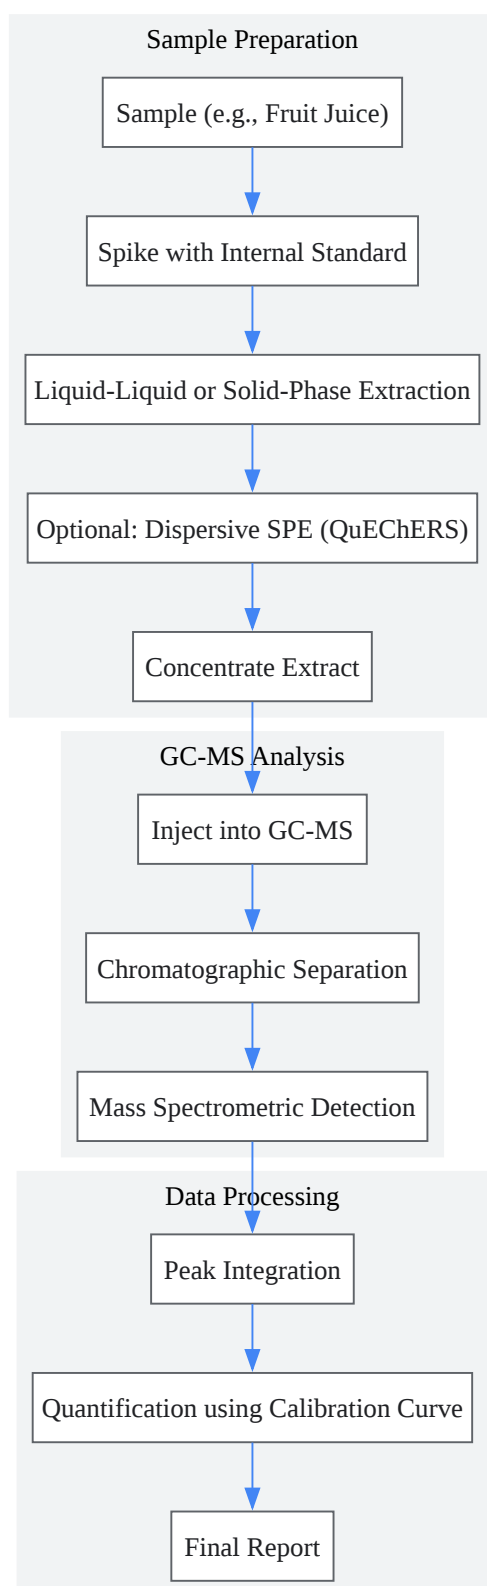 Sample Preparation
Sample (e.g., Fruit Juice)
Spike with Internal Standard
Liquid-Liquid or Solid-Phase Extraction
Optional: Dispersive SPE (QuEChERS)
Concentrate Extract
GC-MS Analysis
Inject into GC-MS
Chromatographic Separation
Mass Spectrometric Detection
Data Processing
Peak Integration
Quantification using Calibration Curve
Final Report